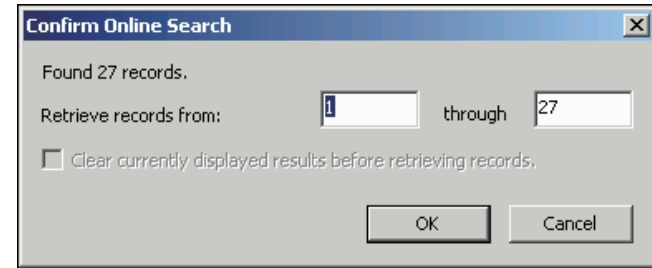 Confirm Online Search
Found 27 records.
Retrieve records from: 1 through 27
Clear currently displayed results before retrieving records.
OK Cancel